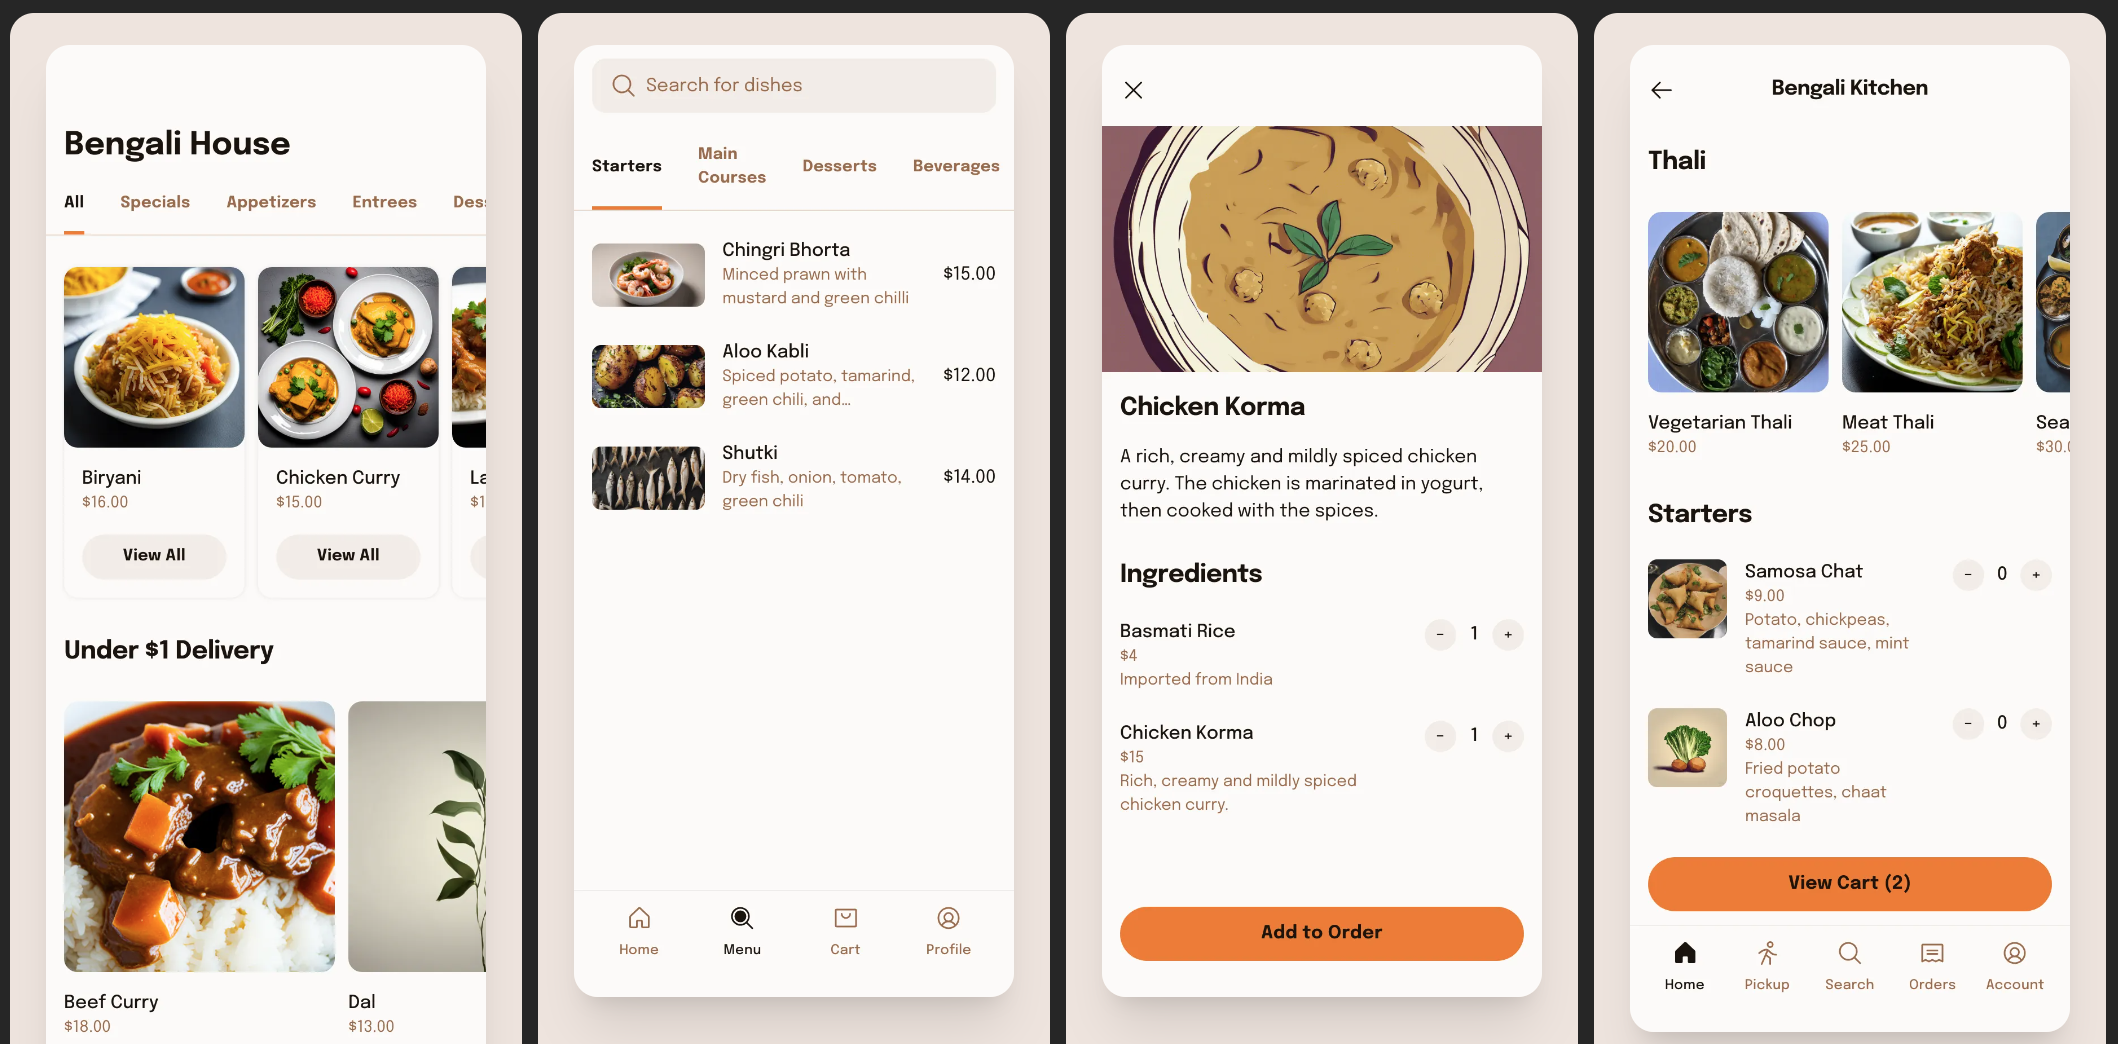 Bengali House
All
Specials
Appetizers
Entrees
Des
Biryani
$16.00
View All
Chicken Curry
$15.00
View All
La
$1
Under $1 Delivery
Beef Curry
$18.00
Dal
$13.00
Search for dishes
Starters
Main
Courses
Desserts
Beverages
Chingri Bhorta
Minced prawn with
mustard and green chilli
$15.00
Aloo Kabli
Spiced potato, tamarind,
green chili, and...
$12.00
Shutki
Dry fish, onion, tomato,
green chili
$14.00
Home
Menu
Cart
Profile
Chicken Korma
A rich, creamy and mildly spiced chicken
curry. The chicken is marinated in yogurt,
then cooked with the spices.
Ingredients
Basmati Rice
$4
Imported from India
- 1 +
Chicken Korma
$15
Rich, creamy and mildly spiced
chicken curry.
- 1 +
Add to Order
Bengali Kitchen
Thali
Vegetarian Thali
$20.00
Meat Thali
$25.00
Sea
$30.
Starters
Samosa Chat
$9.00
Potato, chickpeas,
tamarind sauce, mint
sauce
- 0 +
Aloo Chop
$8.00
Fried potato
croquettes, chaat
masala
- 0 +
View Cart (2)
Home
Pickup
Search
Orders
Account